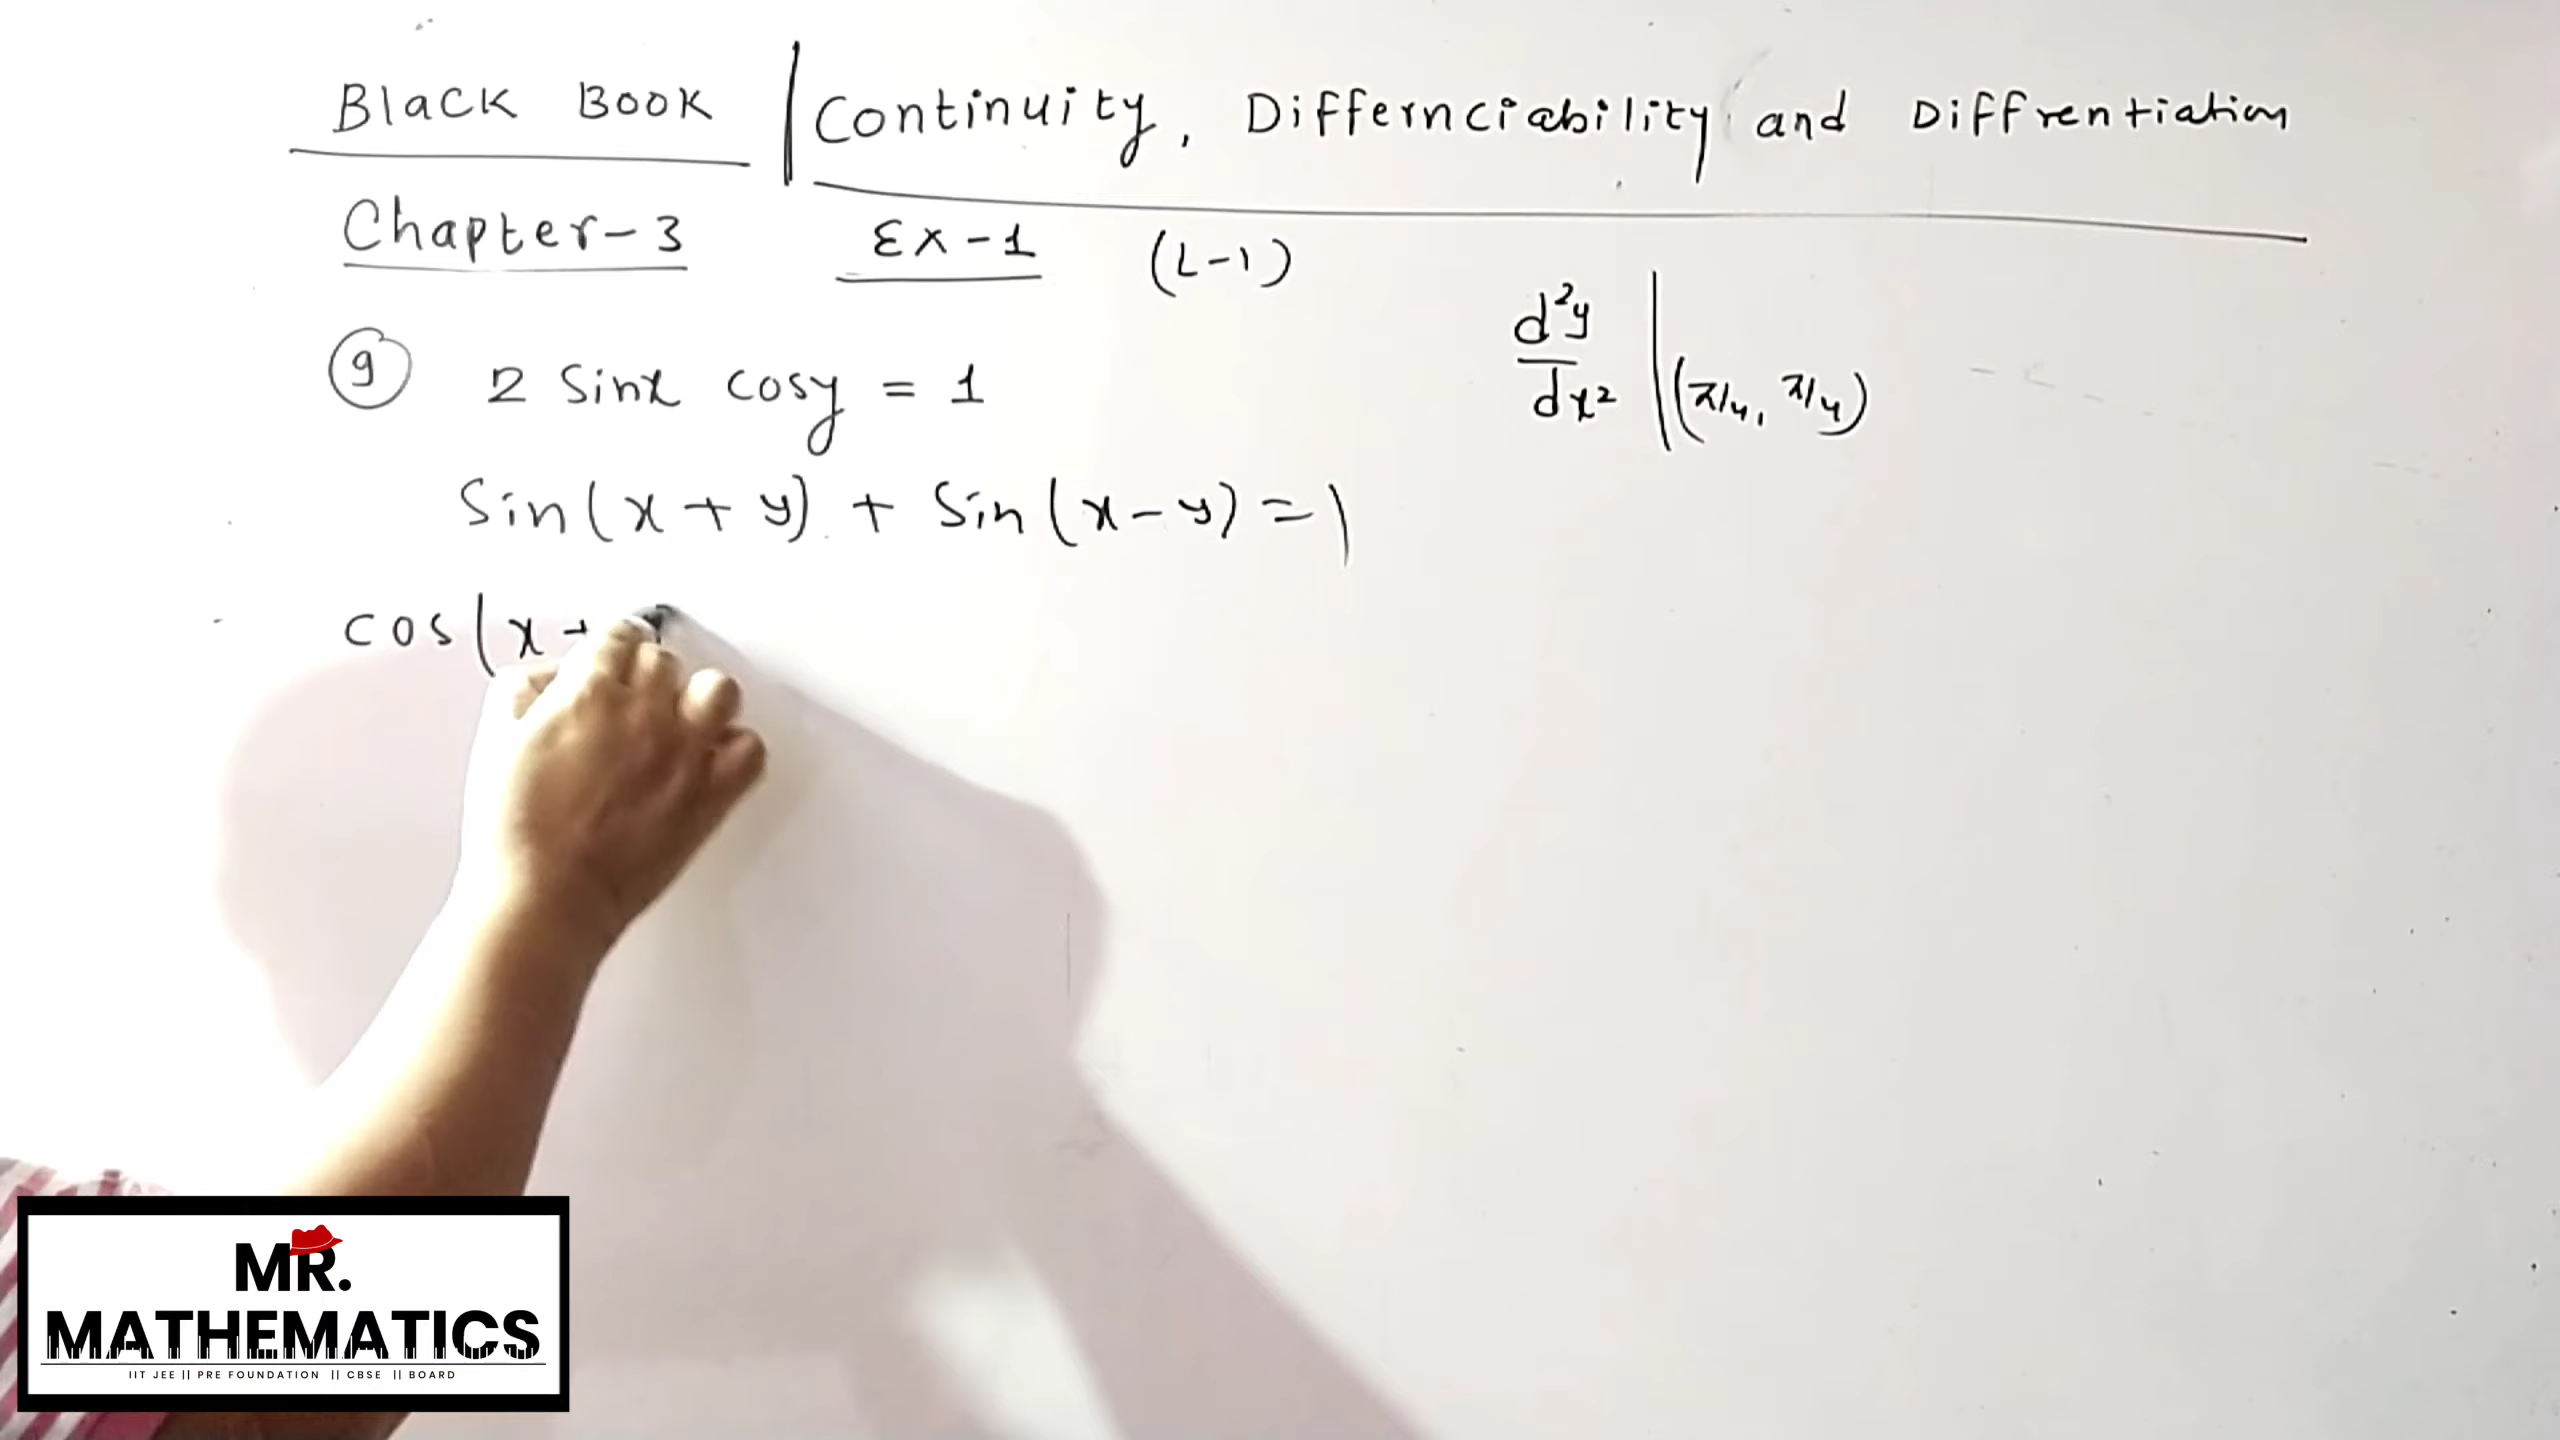 Black Book | Continuity, Differnciability and Diffrentiation
Chapter-3 Ex-1 (L-1)
9 2 Sinx cosy = 1 d²y/dx² |(π/4, π/4)
Sin(x + y) + Sin(x-y) = 1
cos(x+
MR.
MATHEMATICS
IIT JEE || PRE FOUNDATION || CBSE || BOARD